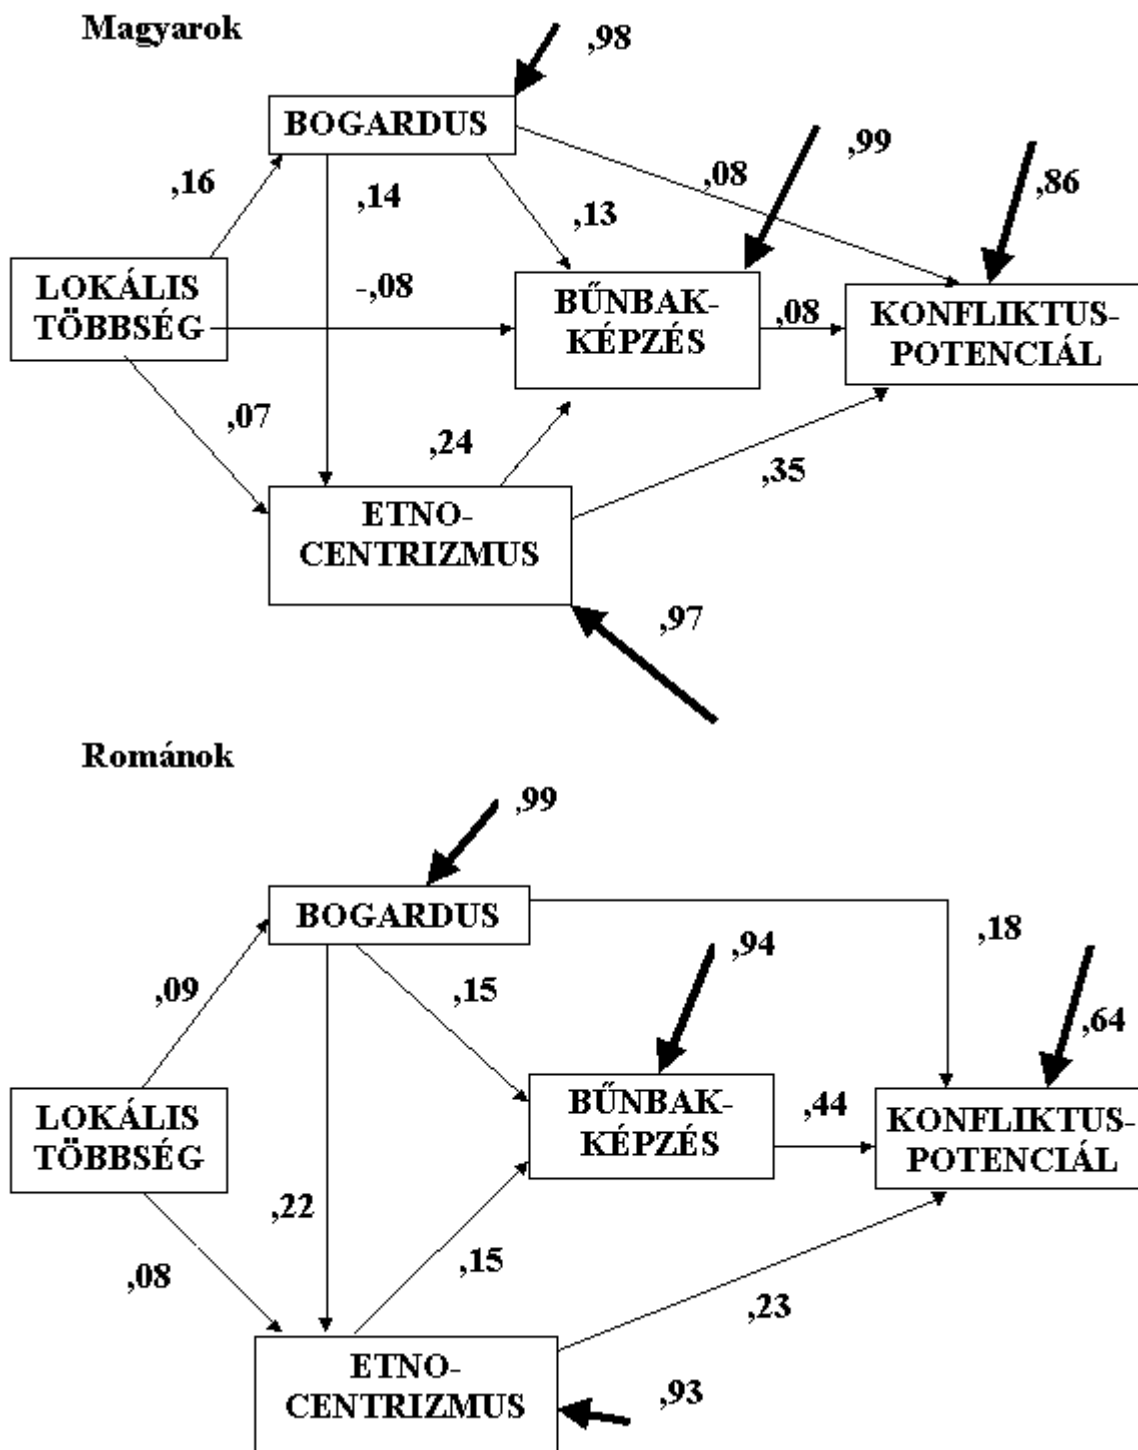 Magyarok
,98
BOGARDUS
,99
,16
,14
,08
,86
,13
LOKÁLIS
TÖBBSÉG
-,08
BŰNBAK-
KÉPZÉS
,08
KONFLIKTUS-
POTENCIÁL
,07
,24
,35
ETNO-
CENTRIZMUS
,97
Románok
,99
BOGARDUS
,18
,94
,09
,15
,64
LOKÁLIS
TÖBBSÉG
BŰNBAK-
KÉPZÉS
,44
KONFLIKTUS-
POTENCIÁL
,22
,08
,15
,23
ETNO-
CENTRIZMUS
,93